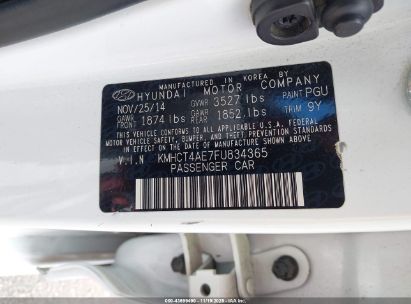 MANUFACTURED IN KOREA BY
HYUNDAI MOTOR COMPANY
NOV/25/14 GVWR 3527 lbs PAINT PGU
GAWR FRONT 1874 lbs GAWR REAR 1852 lbs TRIM 9Y
THIS VEHICLE CONFORMS TO ALL APPLICABLE U.S.A. FEDERAL
MOTOR VEHICLE SAFETY, BUMPER, AND THEFT PREVENTION
STANDARDS IN EFFECT ON THE DATE OF MANUFACTURE
SHOWN ABOVE.
V.I.N KMHCT4AE7FU834365
PASSENGER CAR